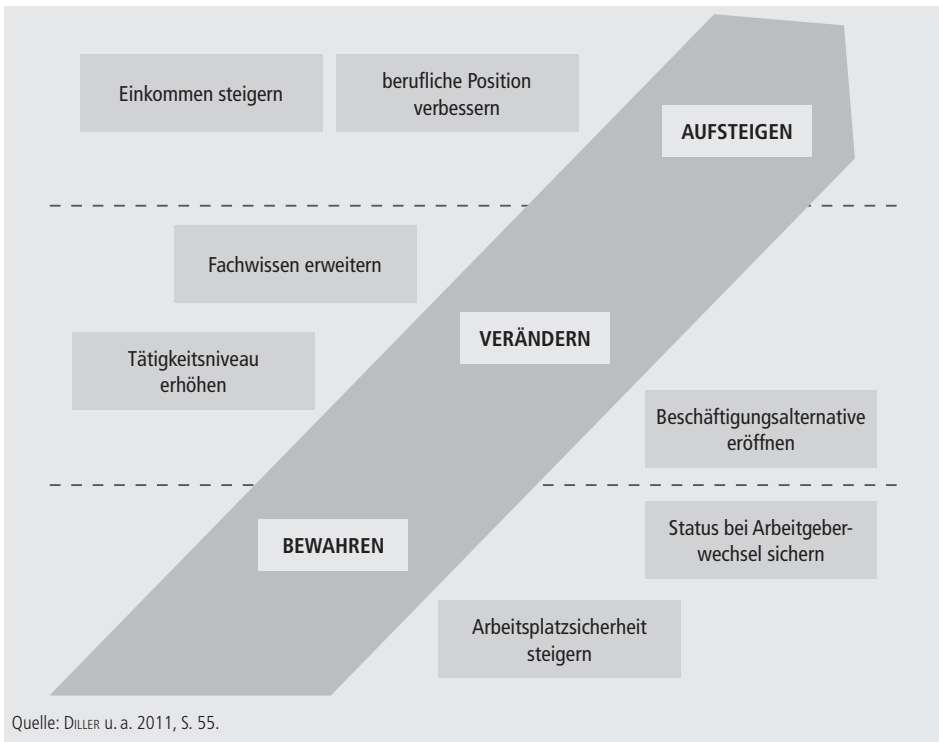 Einkommen steigern
berufliche Position
verbessern
AUFSTEIGEN
Fachwissen erweitern
VERÄNDERN
Tätigkeitsniveau
erhöhen
Beschäftigungsalternative
eröffnen
Status bei Arbeitgeber-
wechsel sichern
BEWAHREN
Arbeitsplatzsicherheit
steigern
Quelle: DILLER u. a. 2011, S. 55.